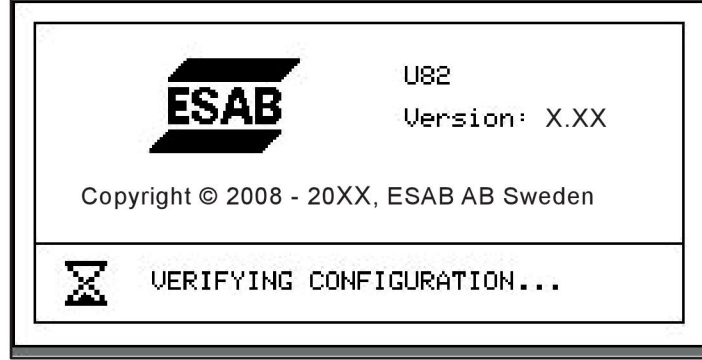 ESAB
U82
Version: X.XX
Copyright © 2008 - 20XX, ESAB AB Sweden
VERIFYING CONFIGURATION...